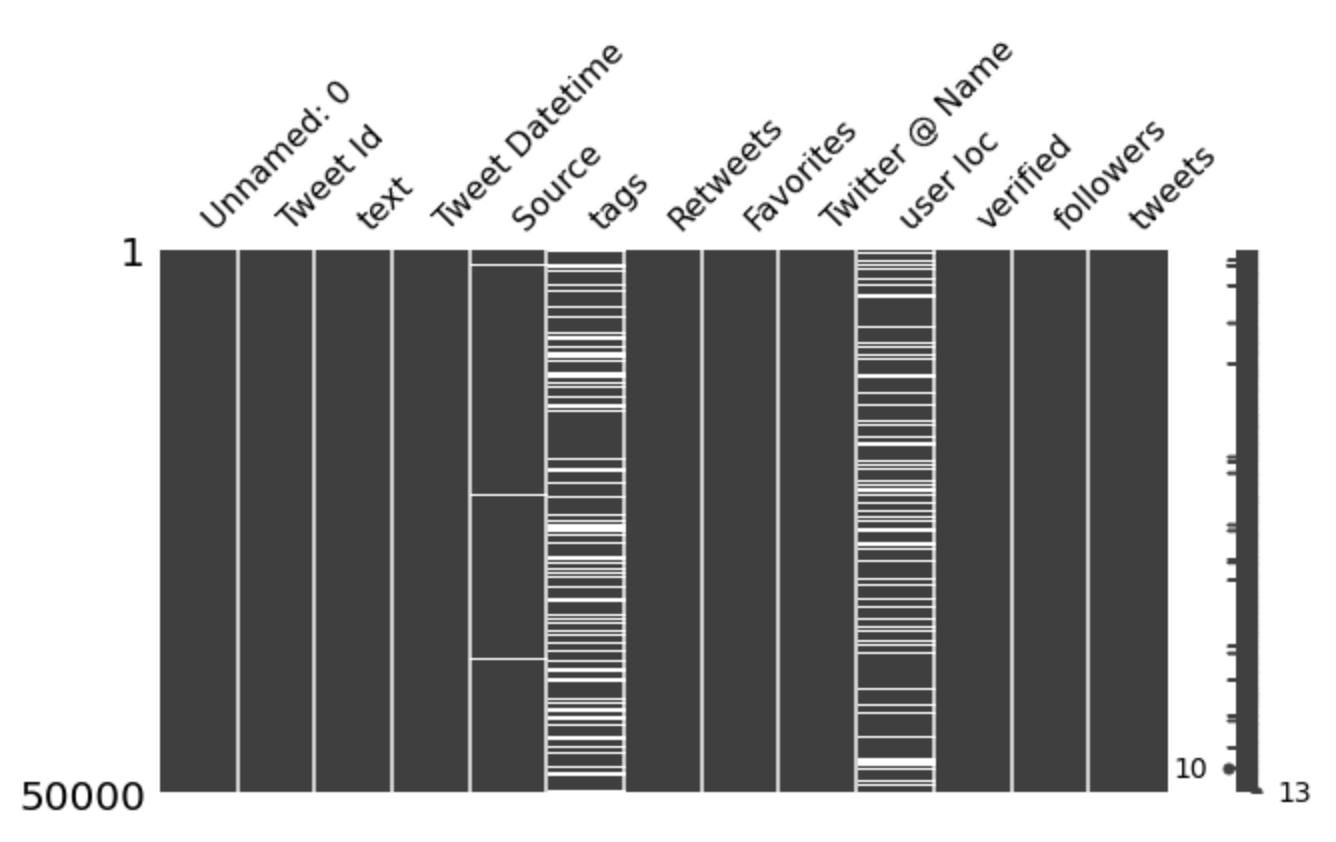 Unnamed: 0
Tweet Id
text
Tweet Datetime
Source
tags
Retweets
Favorites
Twitter @ Name
user loc
verified
followers
tweets
1
50000
10
13